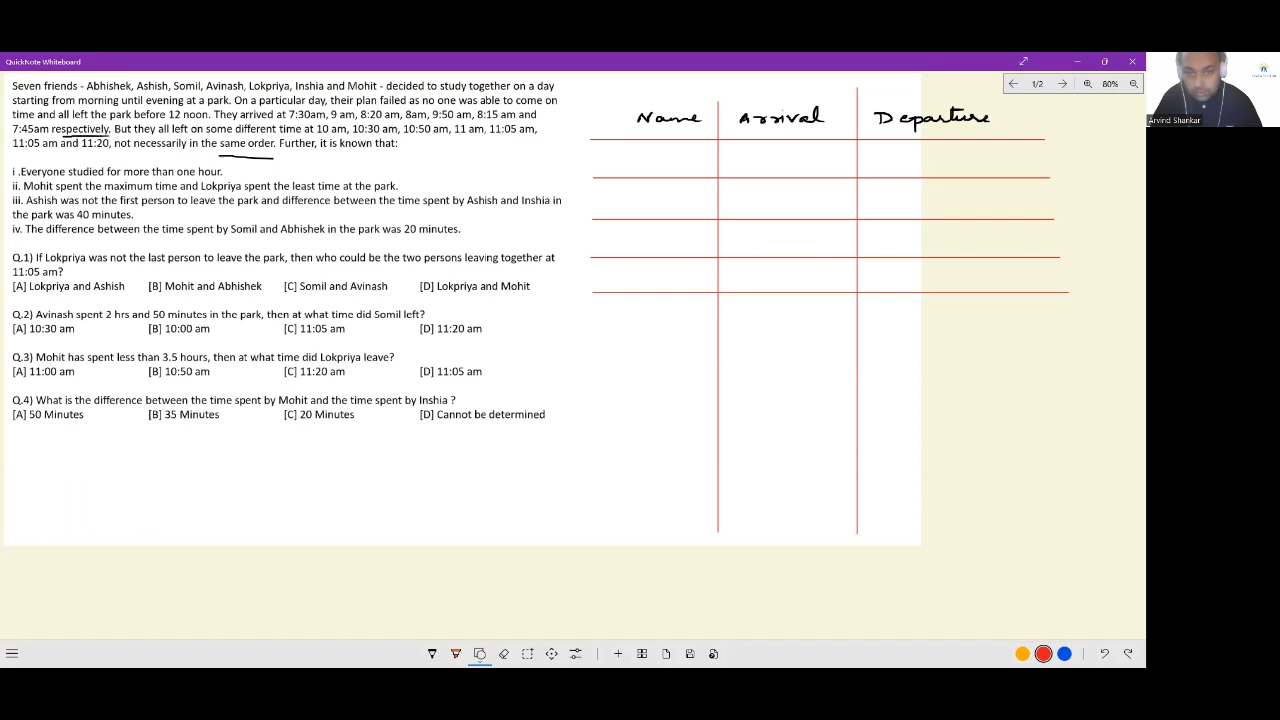 QuickNote Whiteboard
1/2
80%
Seven friends - Abhishek, Ashish, Somil, Avinash, Lokpriya, Inshia and Mohit - decided to study together on a day
starting from morning until evening at a park. On a particular day, their plan failed as no one was able to come on
time and all left the park before 12 noon. They arrived at 7:30am, 9 am, 8:20 am, 8am, 9:50 am, 8:15 am and
7:45am respectively. But they all left on some different time at 10 am, 10:30 am, 10:50 am, 11 am, 11:05 am,
11:05 am and 11:20, not necessarily in the same order. Further, it is known that:
i .Everyone studied for more than one hour.
ii. Mohit spent the maximum time and Lokpriya spent the least time at the park.
iii. Ashish was not the first person to leave the park and difference between the time spent by Ashish and Inshia in
the park was 40 minutes.
iv. The difference between the time spent by Somil and Abhishek in the park was 20 minutes.
Q.1) If Lokpriya was not the last person to leave the park, then who could be the two persons leaving together at
11:05 am?
[A] Lokpriya and Ashish [B] Mohit and Abhishek [C] Somil and Avinash [D] Lokpriya and Mohit
Q.2) Avinash spent 2 hrs and 50 minutes in the park, then at what time did Somil left?
[A] 10:30 am [B] 10:00 am [C] 11:05 am [D] 11:20 am
Q.3) Mohit has spent less than 3.5 hours, then at what time did Lokpriya leave?
[A] 11:00 am [B] 10:50 am [C] 11:20 am [D] 11:05 am
Q.4) What is the difference between the time spent by Mohit and the time spent by Inshia ?
[A] 50 Minutes [B] 35 Minutes [C] 20 Minutes [D] Cannot be determined
Name Arrival Departure
Arvind Shankar